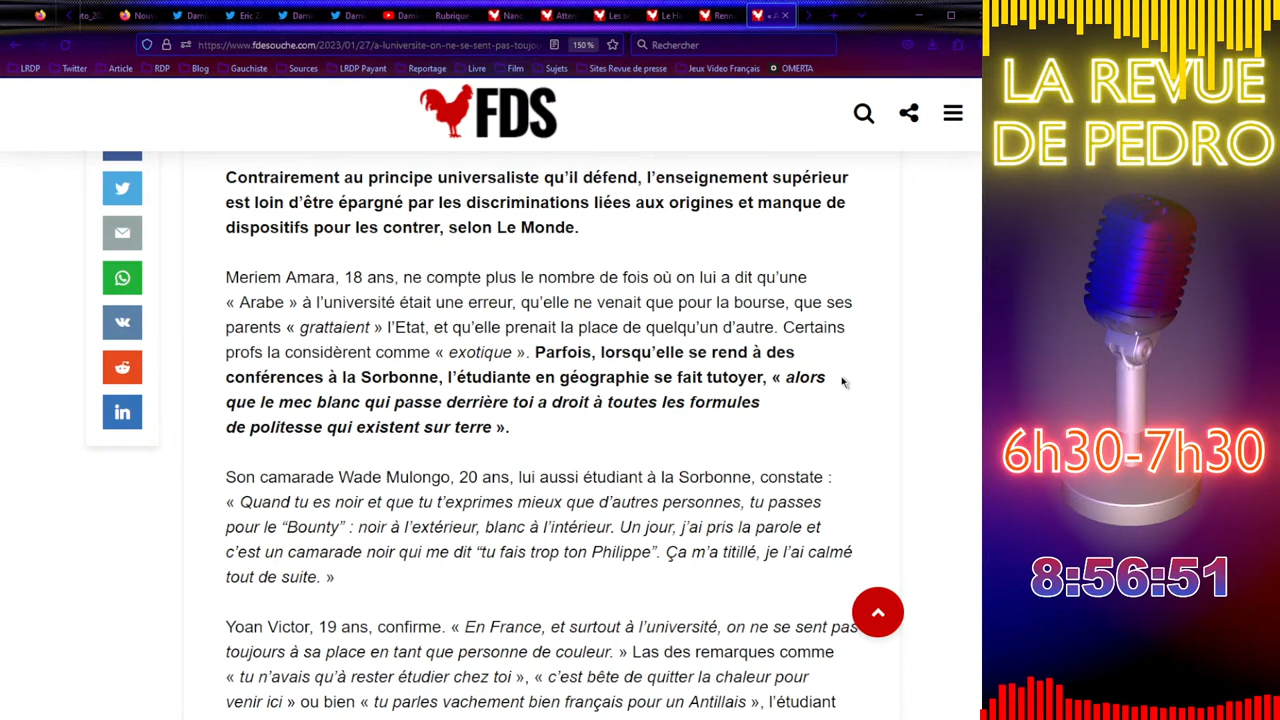 to_20
Nouv
Dami
Eric Z
Dami
Dami
Dami
Rubrique-
Nanc
Atten
Les s
Le H
Renn
« A
https://www.fdesouche.com/2023/01/27/a-luniversite-on-ne-se-sent-pas-toujou
150 %
Rechercher
LRDP
Twitter
Article
RDP
Blog
Gauchiste
Sources
LRDP Payant
Reportage
Livre
Film
Sujets
Sites Revue de presse
Jeux Video Français
OMERTA
FDS
Contrairement au principe universaliste qu’il défend, l’enseignement supérieur
est loin d’être épargné par les discriminations liées aux origines et manque de
dispositifs pour les contrer, selon Le Monde.
Meriem Amara, 18 ans, ne compte plus le nombre de fois où on lui a dit qu’une
« Arabe » à l’université était une erreur, qu’elle ne venait que pour la bourse, que ses
parents « grattaient » l’Etat, et qu’elle prenait la place de quelqu’un d’autre. Certains
profs la considèrent comme « exotique ». Parfois, lorsqu’elle se rend à des
conférences à la Sorbonne, l’étudiante en géographie se fait tutoyer, « alors
que le mec blanc qui passe derrière toi a droit à toutes les formules
de politesse qui existent sur terre ».
Son camarade Wade Mulongo, 20 ans, lui aussi étudiant à la Sorbonne, constate :
« Quand tu es noir et que tu t’exprimes mieux que d’autres personnes, tu passes
pour le “Bounty” : noir à l’extérieur, blanc à l’intérieur. Un jour, j’ai pris la parole et
c’est un camarade noir qui me dit “tu fais trop ton Philippe”. Ça m’a titillé, je l’ai calmé
tout de suite. »
Yoan Victor, 19 ans, confirme. « En France, et surtout à l’université, on ne se sent pas
toujours à sa place en tant que personne de couleur. » Las des remarques comme
« tu n’avais qu’à rester étudier chez toi », « c’est bête de quitter la chaleur pour
venir ici » ou bien « tu parles vachement bien français pour un Antillais », l’étudiant
LA REVUE
DE PEDRO
6h30-7h30
8:56:51